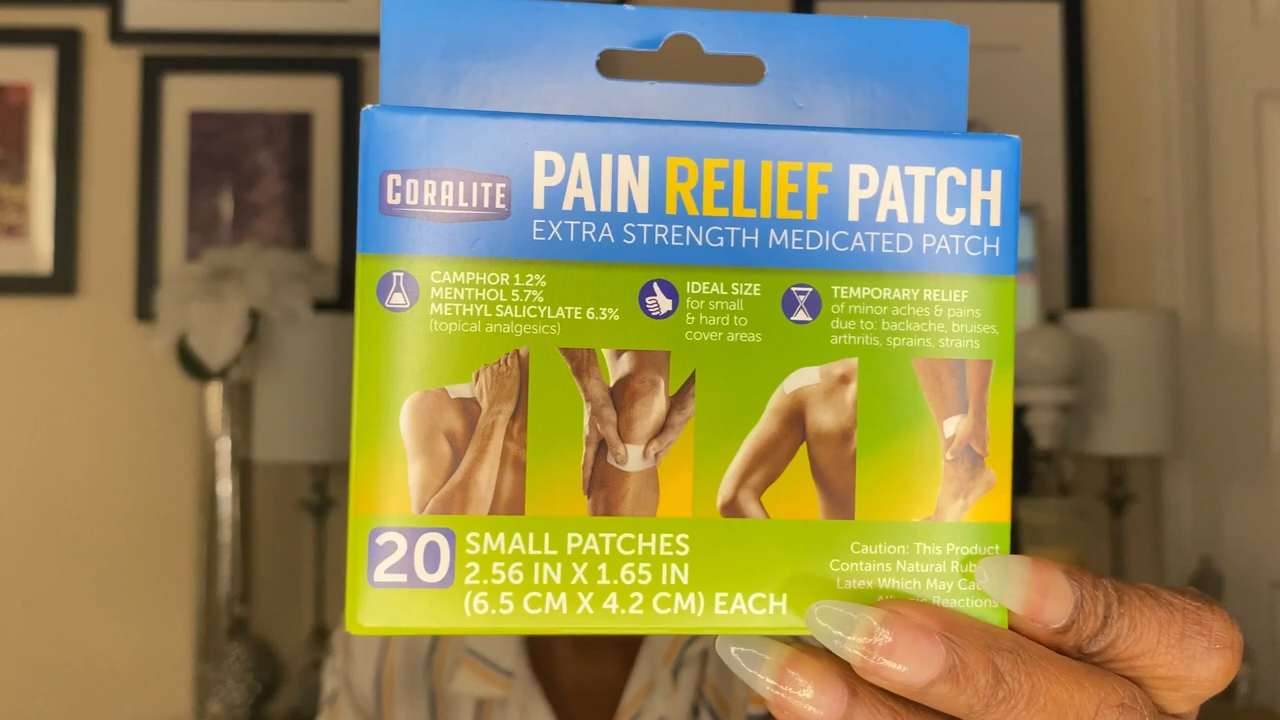 CORALITE
PAIN RELIEF PATCH
EXTRA STRENGTH MEDICATED PATCH
CAMPHOR 1.2%
MENTHOL 5.7%
METHYL SALICYLATE 6.3%
(topical analgesics)
IDEAL SIZE
for small
& hard to
cover areas
TEMPORARY RELIEF
of minor aches & pains
due to: backache, bruises,
arthritis, sprains, strains
20
SMALL PATCHES
2.56 IN X 1.65 IN
(6.5 CM X 4.2 CM) EACH
Caution: This Product
Contains Natural
Latex Which May
Reactions